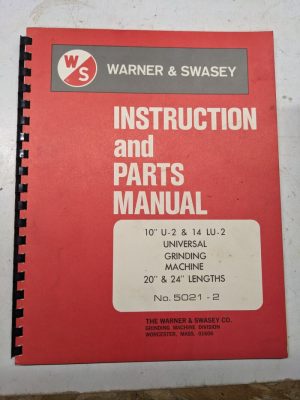 W
S
WARNER & SWASEY
INSTRUCTION
and
PARTS
MANUAL
10" U-2 & 14 LU-2
UNIVERSAL
GRINDING
MACHINE
20" & 24" LENGTHS
No. 5021 - 2
THE WARNER & SWASEY CO.
GRINDING MACHINE DIVISION
WORCESTER, MASS. 01606